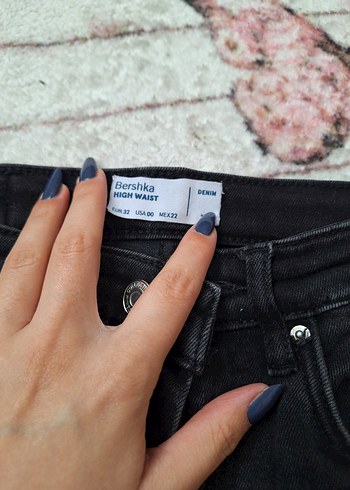 Bershka
HIGH WAIST
DENIM
EUR 32 USA 00 MEX 22